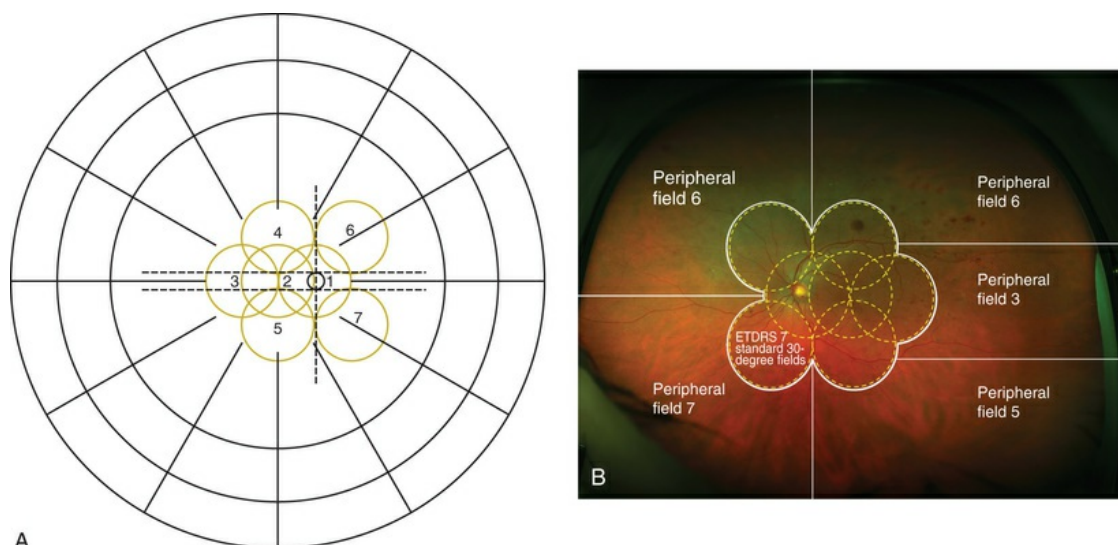 4
6
3
2
1
5
7
A
Peripheral
field 6
Peripheral
field 6
Peripheral
field 3
ETDRS 7
standard 30-
degree fields
Peripheral
field 7
Peripheral
field 5
B